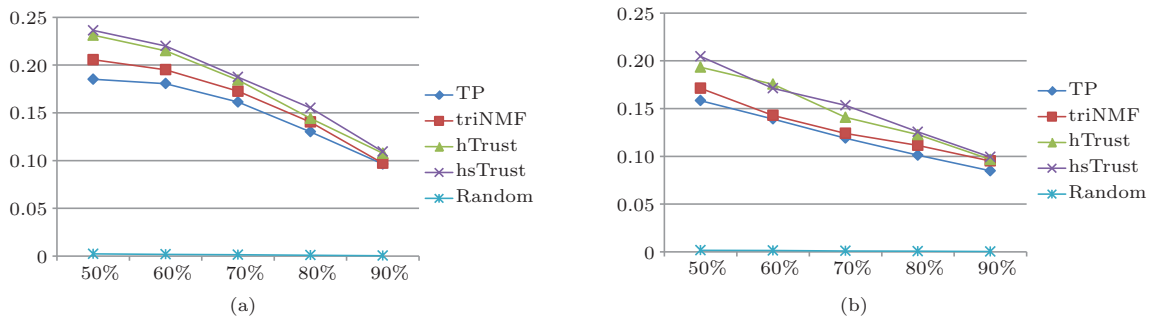 0.25
0.20
0.15
0.10
0.05
0
50% 60% 70% 80% 90%
TP
triNMF
hTrust
hsTrust
Random
(a)
0.25
0.20
0.15
0.10
0.05
0
50% 60% 70% 80% 90%
TP
triNMF
hTrust
hsTrust
Random
(b)